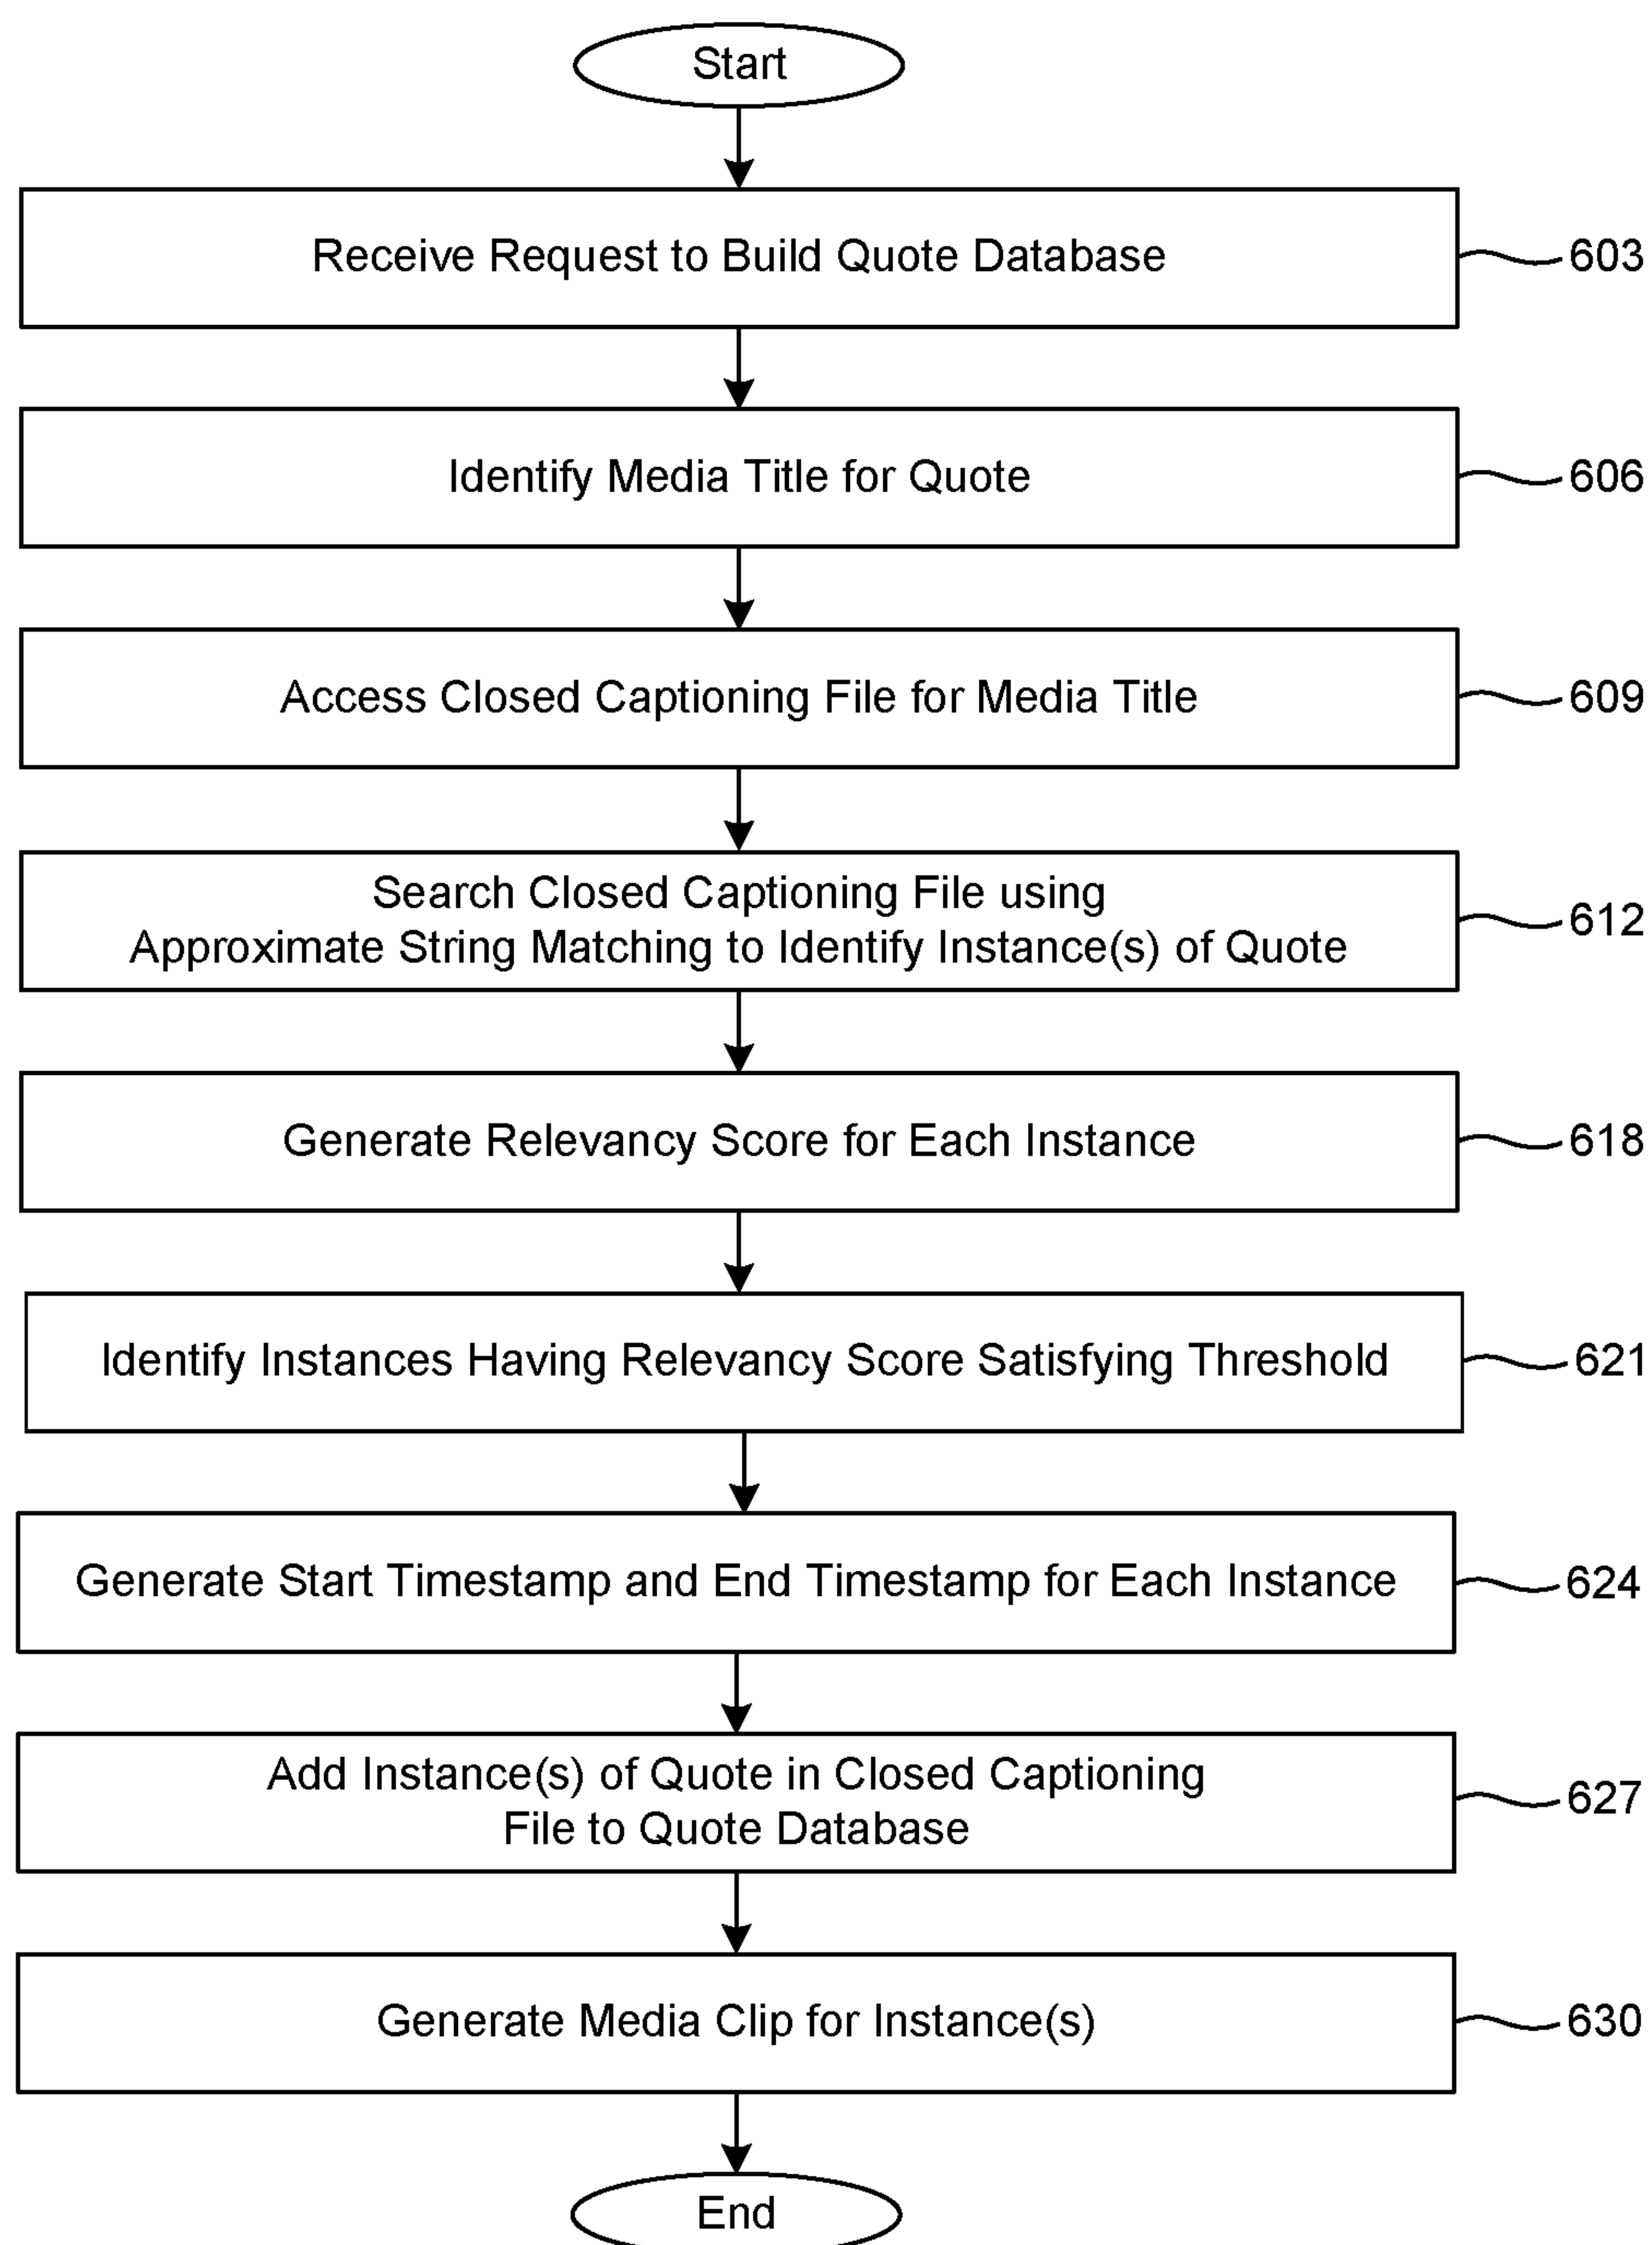 Start
Receive Request to Build Quote Database
603
Identify Media Title for Quote
606
Access Closed Captioning File for Media Title
609
Search Closed Captioning File using
Approximate String Matching to Identify Instance(s) of Quote
612
Generate Relevancy Score for Each Instance
618
Identify Instances Having Relevancy Score Satisfying Threshold
621
Generate Start Timestamp and End Timestamp for Each Instance
624
Add Instance(s) of Quote in Closed Captioning
File to Quote Database
627
Generate Media Clip for Instance(s)
630
End